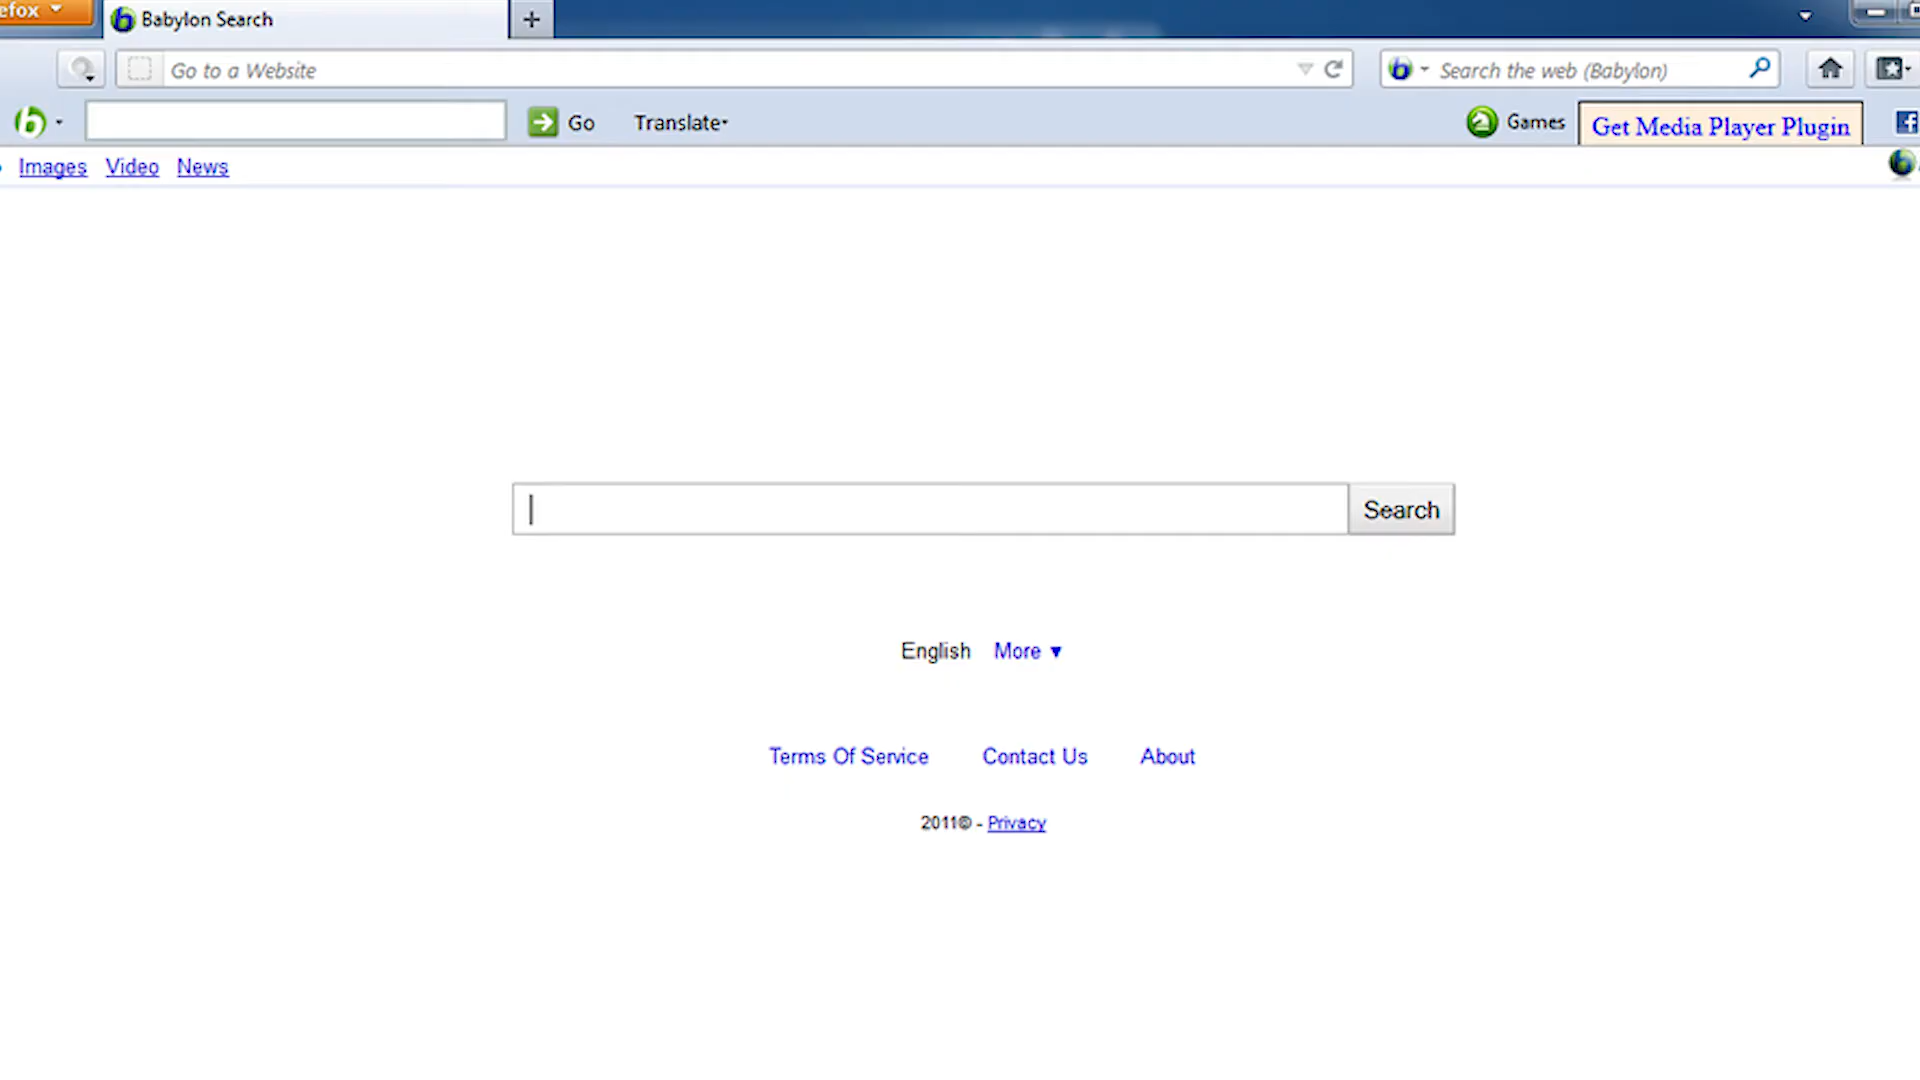 efox
Babylon Search
Go to a Website
Search the web (Babylon)
Go Translate
Games Get Media Player Plugin
Images Video News
Search
English More
Terms Of Service Contact Us About
2011© - Privacy